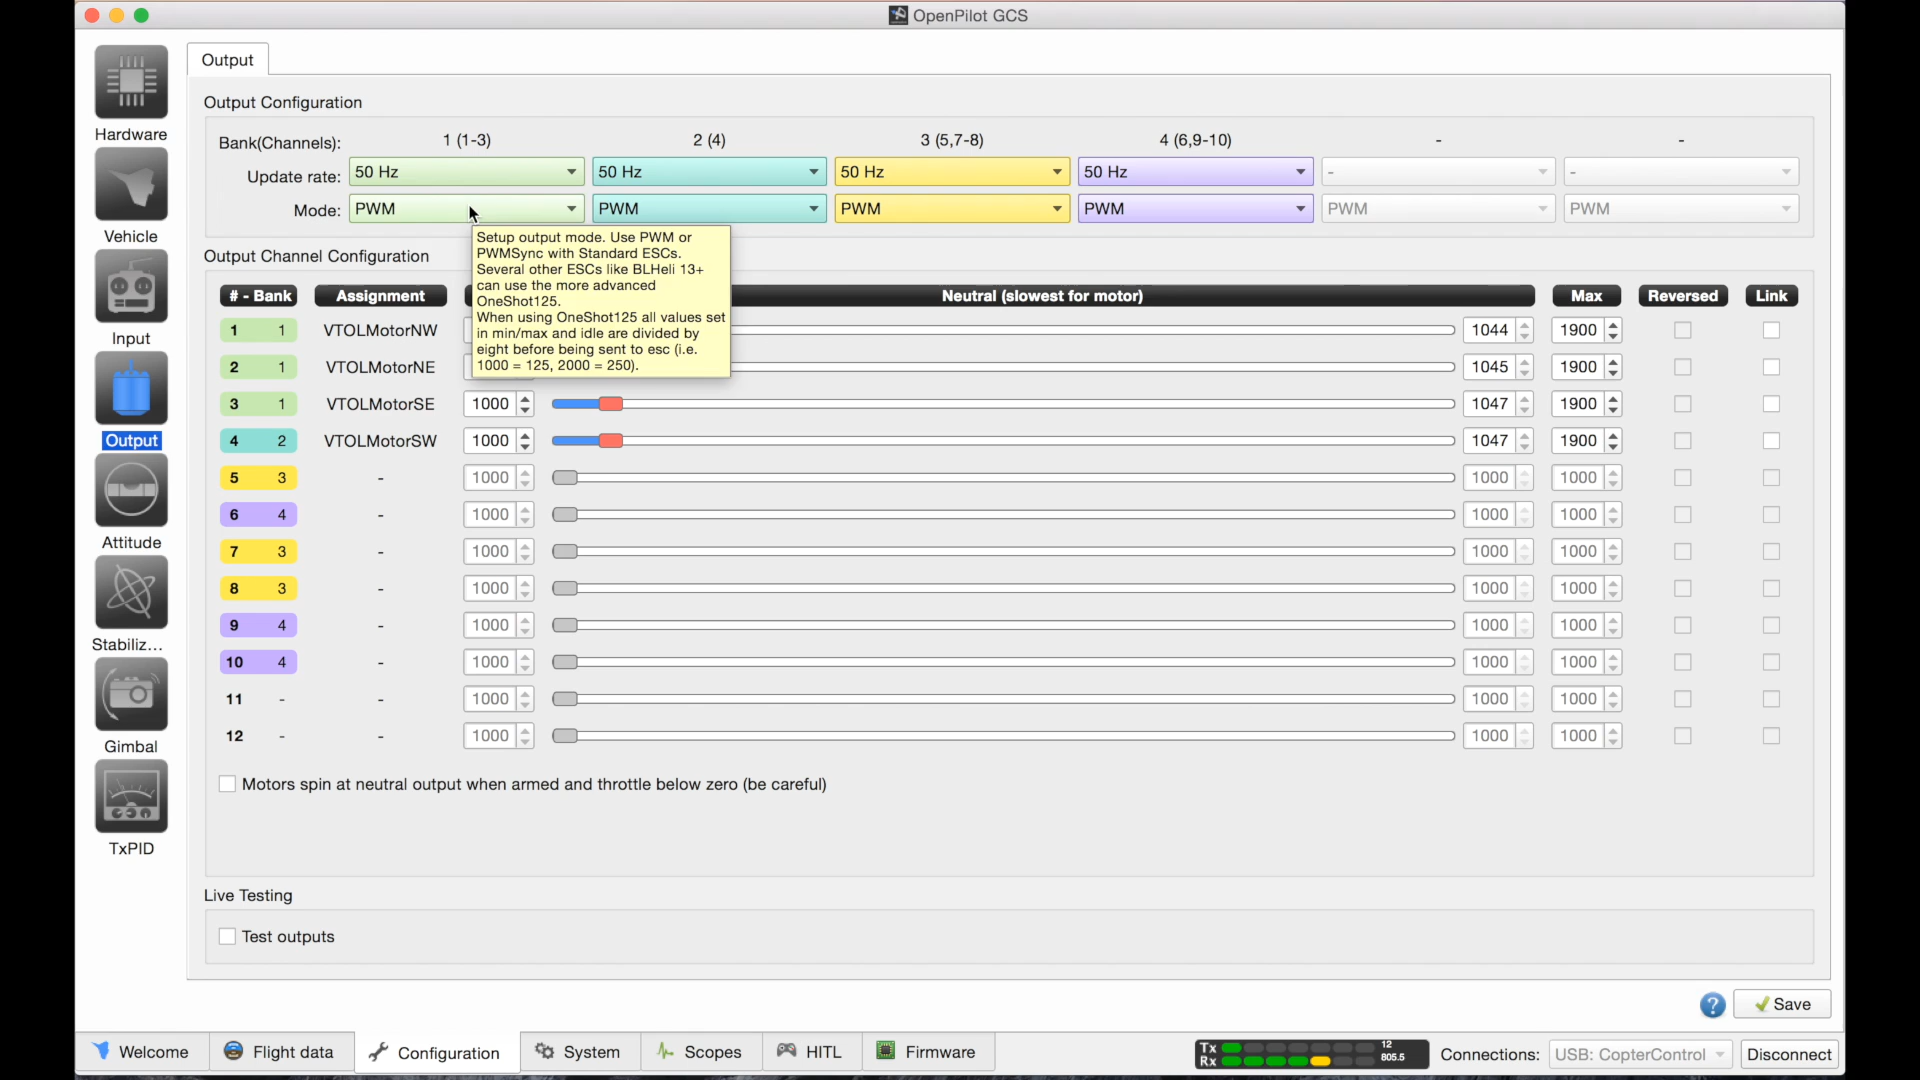 OpenPilot GCS
Hardware
Vehicle
Input
Output
Attitude
Stabiliz...
Gimbal
TxPID
Output
Output Configuration
Bank(Channels): 1 (1-3) 2 (4) 3 (5,7-8) 4 (6,9-10) - -
Update rate: 50 Hz 50 Hz 50 Hz 50 Hz - -
Mode: PWM PWM PWM PWM PWM PWM
Setup output mode. Use PWM or
PWMSync with Standard ESCs.
Several other ESCs like BLHeli 13+
can use the more advanced
OneShot125.
When using OneShot125 all values set
in min/max and idle are divided by
eight before being sent to esc (i.e.
1000 = 125, 2000 = 250).
Output Channel Configuration
# - Bank Assignment Neutral (slowest for motor) Max Reversed Link
1 1 VTOLMotorNW 1044 1900
2 1 VTOLMotorNE 1045 1900
3 1 VTOLMotorSE 1000 1047 1900
4 2 VTOLMotorSW 1000 1047 1900
5 3 - 1000 1000 1000
6 4 - 1000 1000 1000
7 3 - 1000 1000 1000
8 3 - 1000 1000 1000
9 4 - 1000 1000 1000
10 4 - 1000 1000 1000
11 - - 1000 1000 1000
12 - - 1000 1000 1000
Motors spin at neutral output when armed and throttle below zero (be careful)
Live Testing
Test outputs
? Save
Welcome Flight data Configuration System Scopes HITL Firmware
Tx 12
Rx 805.5
Connections: USB: CopterControl Disconnect